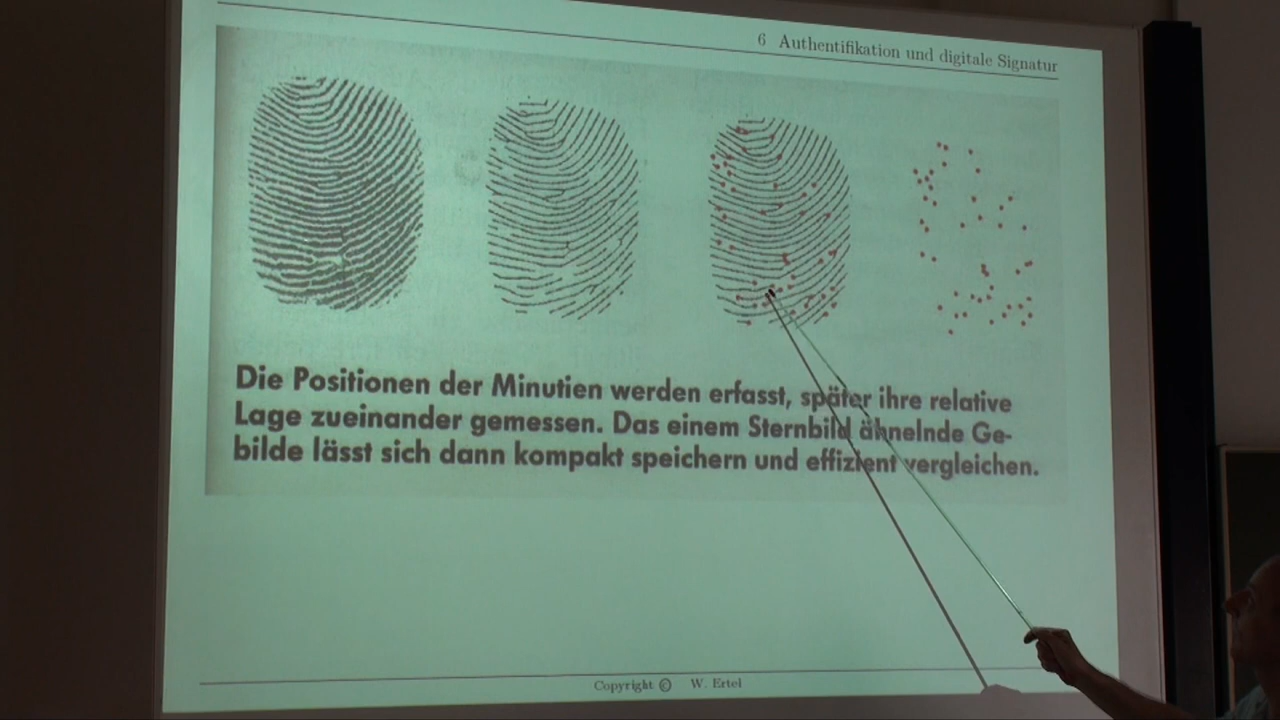 6 Authentifikation und digitale Signatur
Die Positionen der Minutien werden erfasst, später ihre relative
Lage zueinander gemessen. Das einem Sternbild ähnelnde Ge-
bilde lässt sich dann kompakt speichern und effizient vergleichen.
Copyright © W. Ertel